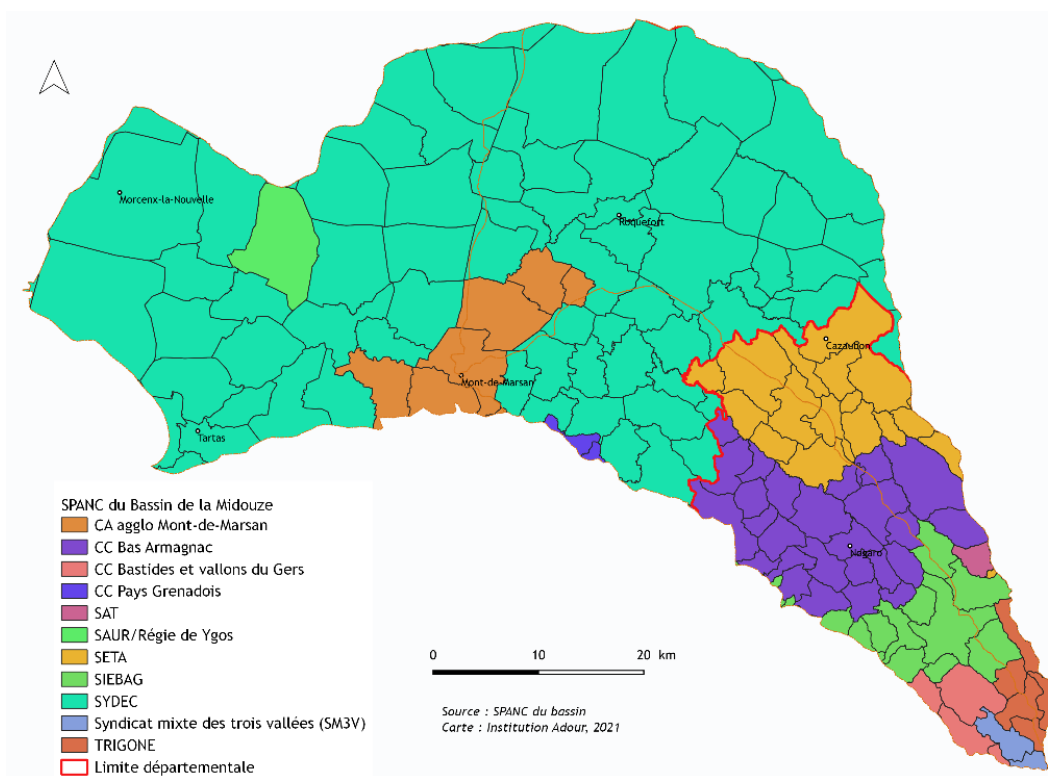 Morcenx-la-Nouvelle
Roquefort
Cazaubon
Mont-de-Marsan
Tartas
Nogaro
SPANC du Bassin de la Midouze
CA agglo Mont-de-Marsan
CC Bas Armagnac
CC Bastides et vallons du Gers
CC Pays Grenadois
SAT
SAUR/Régie de Ygos
SETA
SIEBAG
SYDEC
Syndicat mixte des trois vallées (SM3V)
TRIGONE
Limite départementale
0 10 20 km
Source : SPANC du bassin
Carte : Institution Adour, 2021